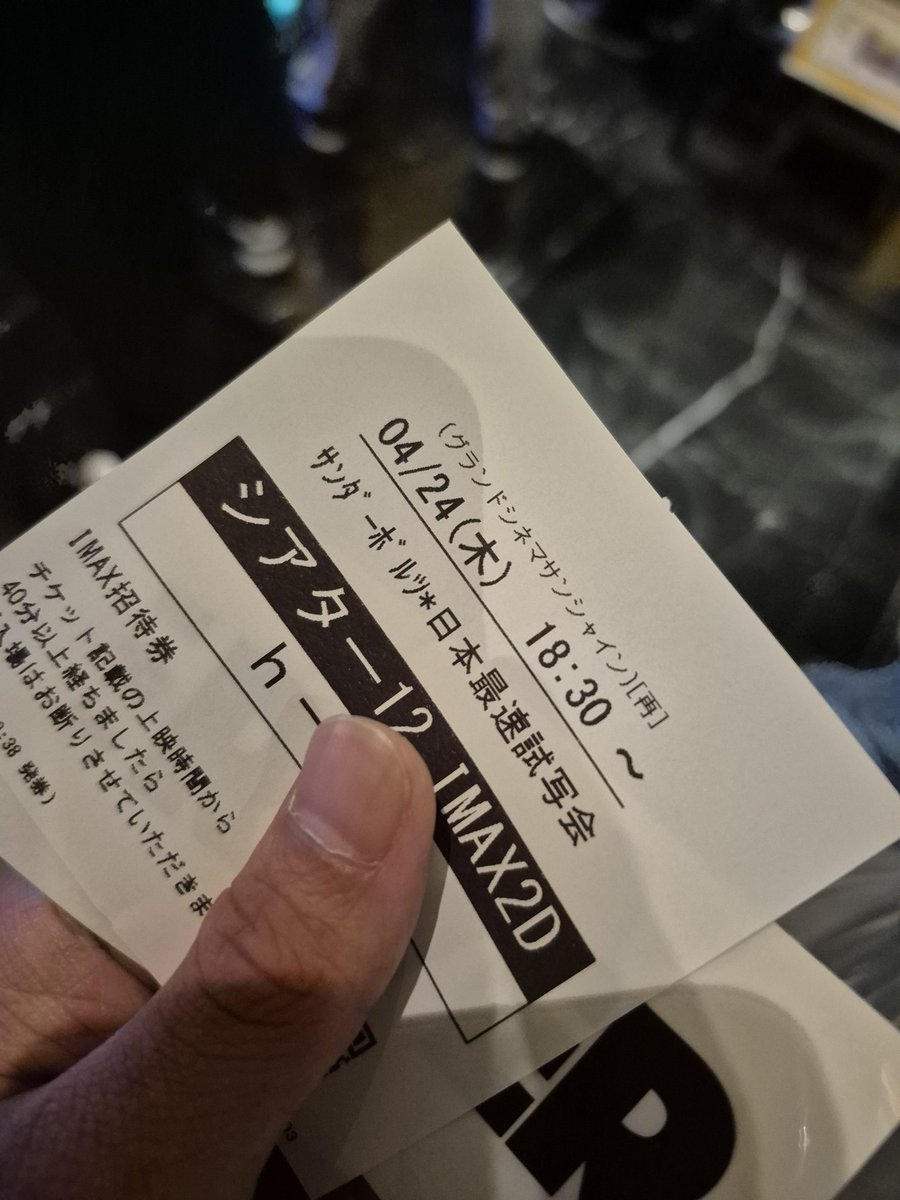 (グランドシネマサンシャイン)[再]
04/24(木) 18:30 ~
サンダーボルツ*日本最速試写会
シアター12 IMAX2D
h-
IMAX招待券
チケット記載の上映時間から
40分以上経ちましたら
入場はお断りさせていただきま
:38 発券)
R